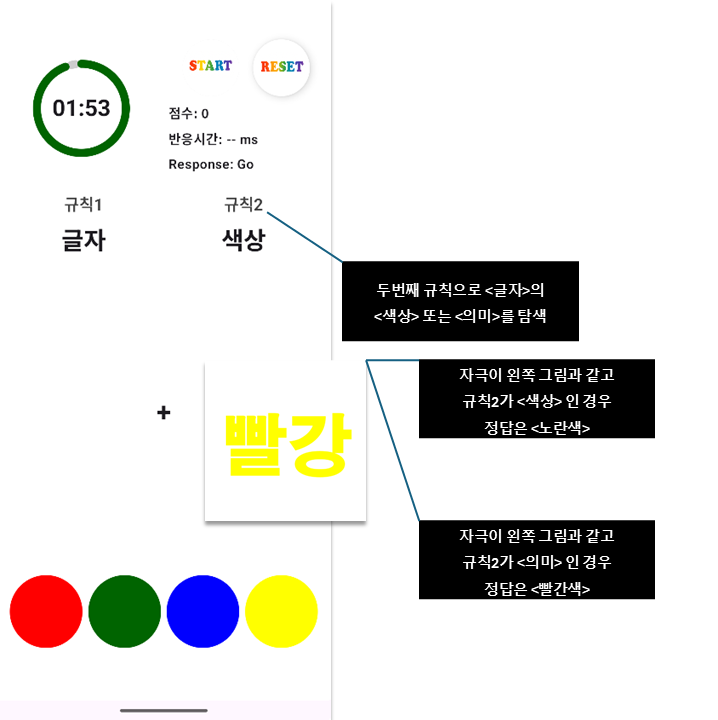 START
RESET
01:53
점수: 0
반응시간: -- ms
Response: Go
규칙1
규칙2
글자
색상
두번째 규칙으로 <글자>의
<색상> 또는 <의미>를 탐색
자극이 왼쪽 그림과 같고
규칙2가 <색상> 인 경우
정답은 <노란색>
+
빨강
자극이 왼쪽 그림과 같고
규칙2가 <의미> 인 경우
정답은 <빨간색>